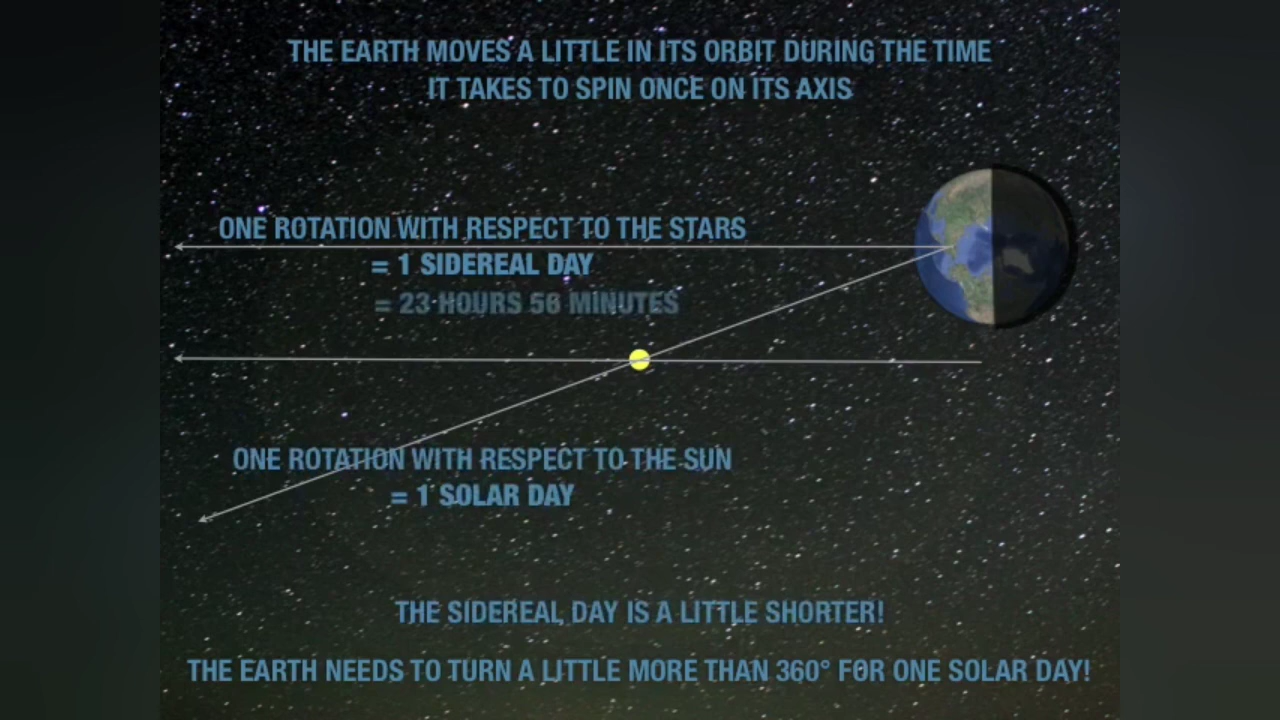 THE EARTH MOVES A LITTLE IN ITS ORBIT DURING THE TIME
IT TAKES TO SPIN ONCE ON ITS AXIS
ONE ROTATION WITH RESPECT TO THE STARS
= 1 SIDEREAL DAY
= 23 HOURS 56 MINUTES
ONE ROTATION WITH RESPECT TO THE SUN
= 1 SOLAR DAY
THE SIDEREAL DAY IS A LITTLE SHORTER!
THE EARTH NEEDS TO TURN A LITTLE MORE THAN 360° FOR ONE SOLAR DAY!